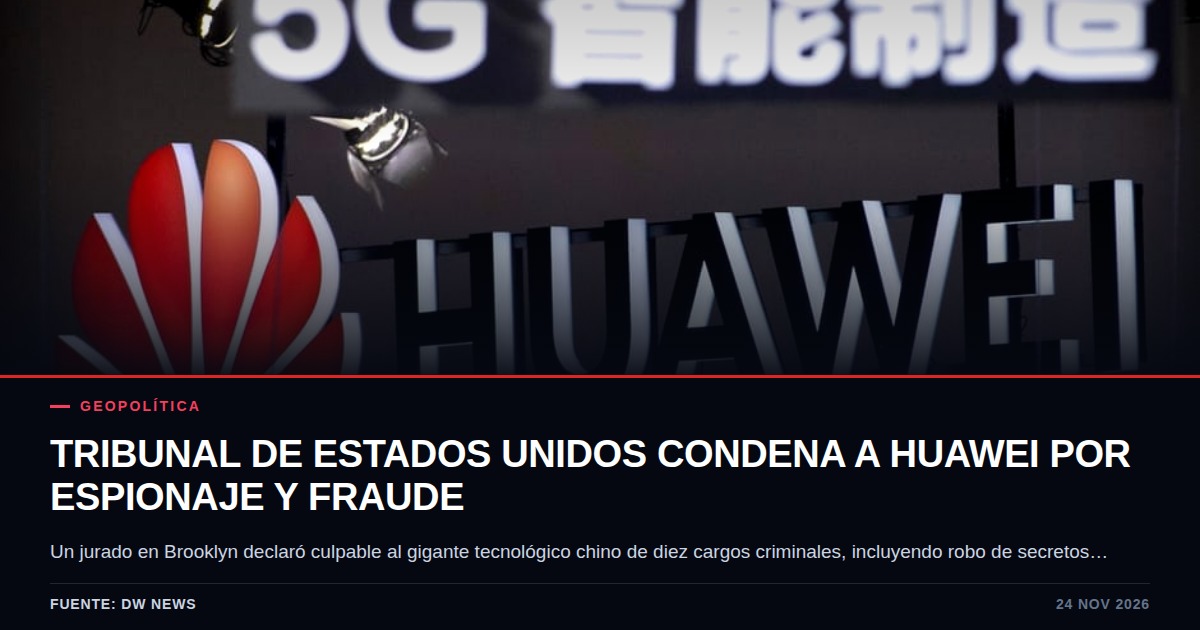 5G 智能制造
HUAWEI
GEOPOLÍTICA
TRIBUNAL DE ESTADOS UNIDOS CONDENA A HUAWEI POR
ESPIONAJE Y FRAUDE
Un jurado en Brooklyn declaró culpable al gigante tecnológico chino de diez cargos criminales, incluyendo robo de secretos…
FUENTE: DW NEWS
24 NOV 2026